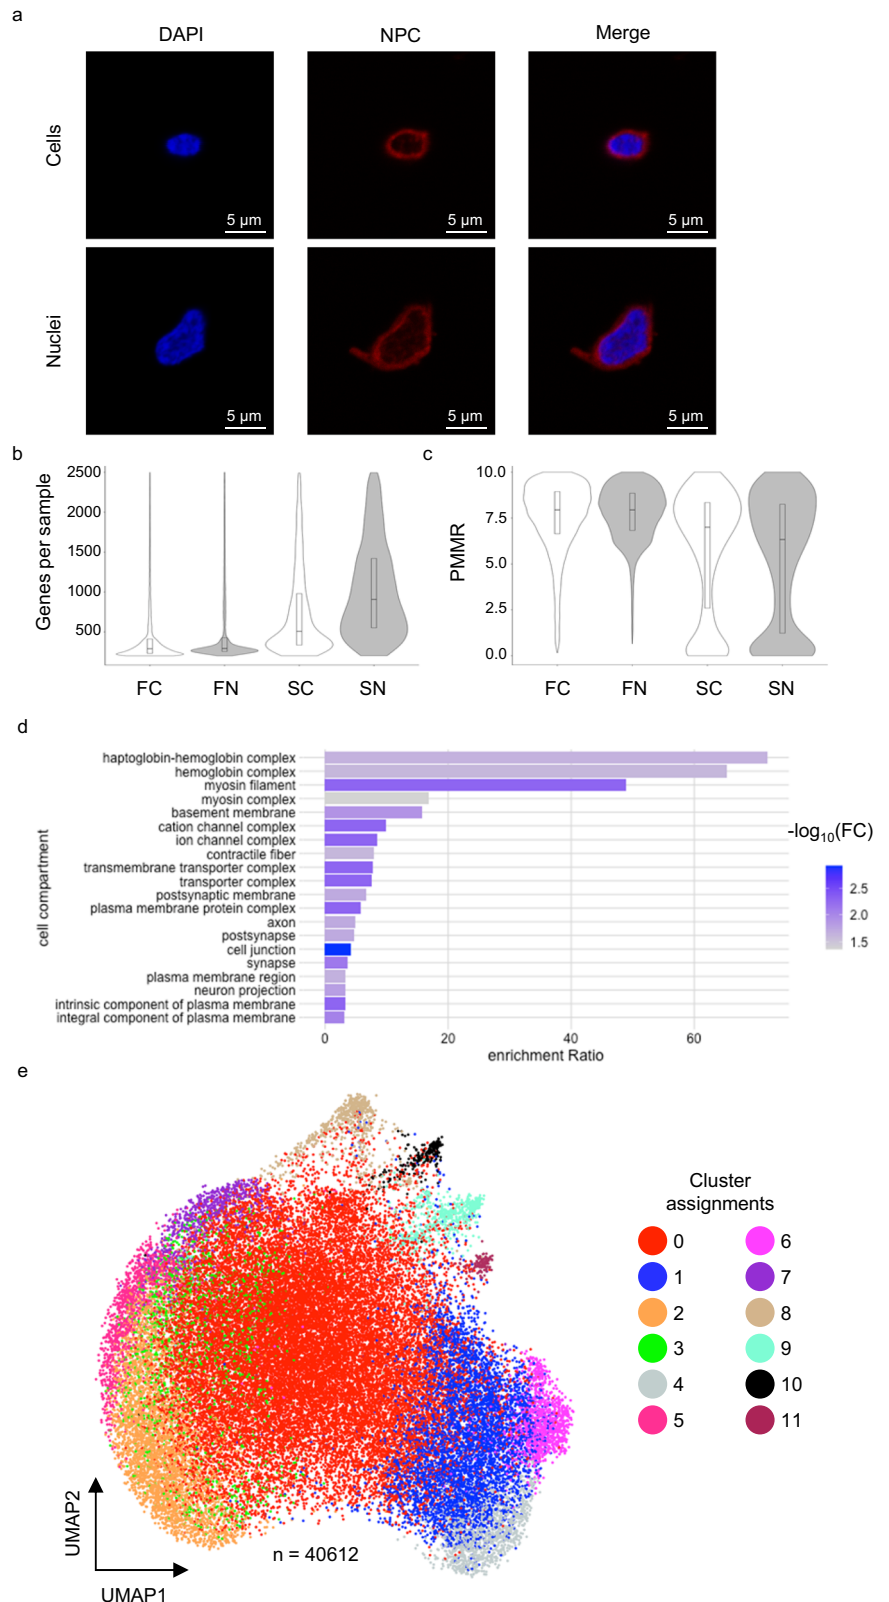 a
DAPI
NPC
Merge
Cells
5 µm
5 µm
5 µm
Nuclei
5 µm
5 µm
5 µm
b
Genes per sample
2500
2000
1500
1000
500
FC
FN
SC
SN
c
PMMR
10.0
7.5
5.0
2.5
0.0
FC
FN
SC
SN
d
cell compartment
haptoglobin-hemoglobin complex
hemoglobin complex
myosin filament
myosin complex
basement membrane
cation channel complex
ion channel complex
contractile fiber
transmembrane transporter complex
transporter complex
postsynaptic membrane
plasma membrane protein complex
axon
postsynapse
cell junction
synapse
plasma membrane region
neuron projection
intrinsic component of plasma membrane
integral component of plasma membrane
0 20 40 60
enrichment Ratio
-log10(FC)
2.5
2.0
1.5
e
Cluster
assignments
0 6
1 7
2 8
3 9
4 10
5 11
UMAP2
UMAP1
n = 40612